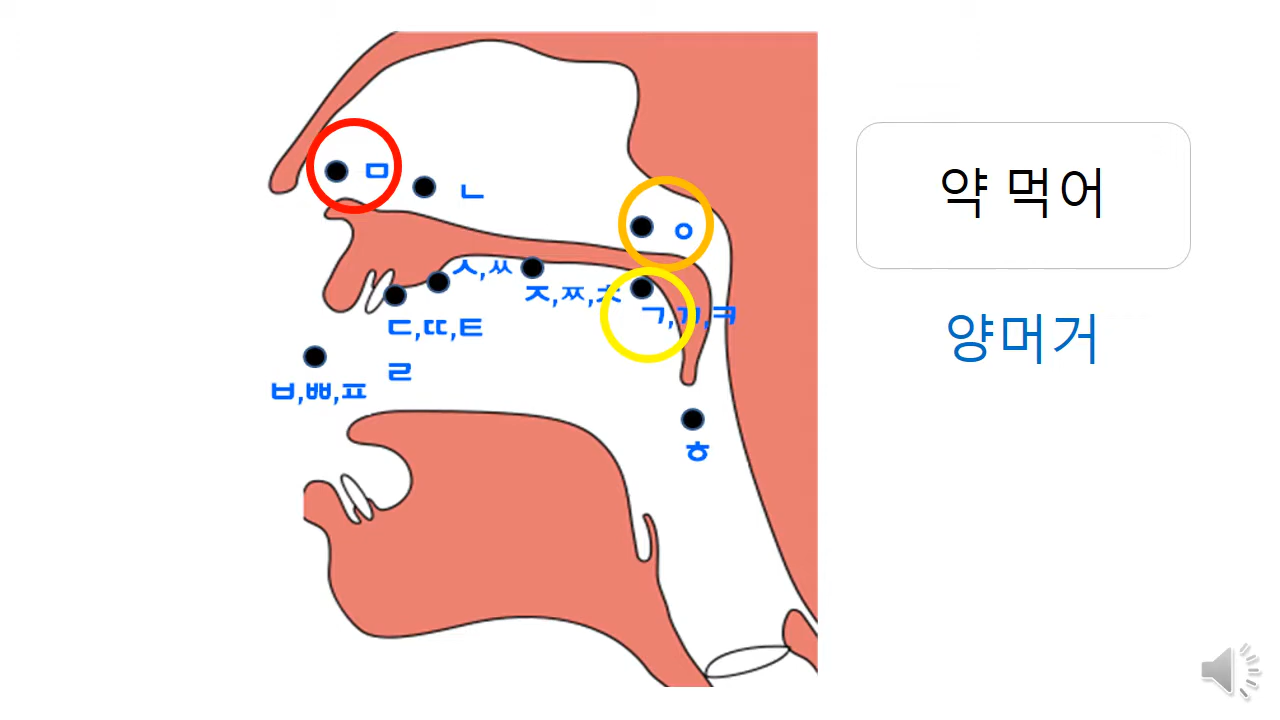 ㅁ
ㄴ
ㅇ
ㅅ,ㅆ
ㅈ,ㅉ,ㅊ
ㄱ,ㄲ,ㅋ
ㄷ,ㄸ,ㅌ
ㄹ
ㅂ,ㅃ,ㅍ
ㅎ
약 먹어
양머거